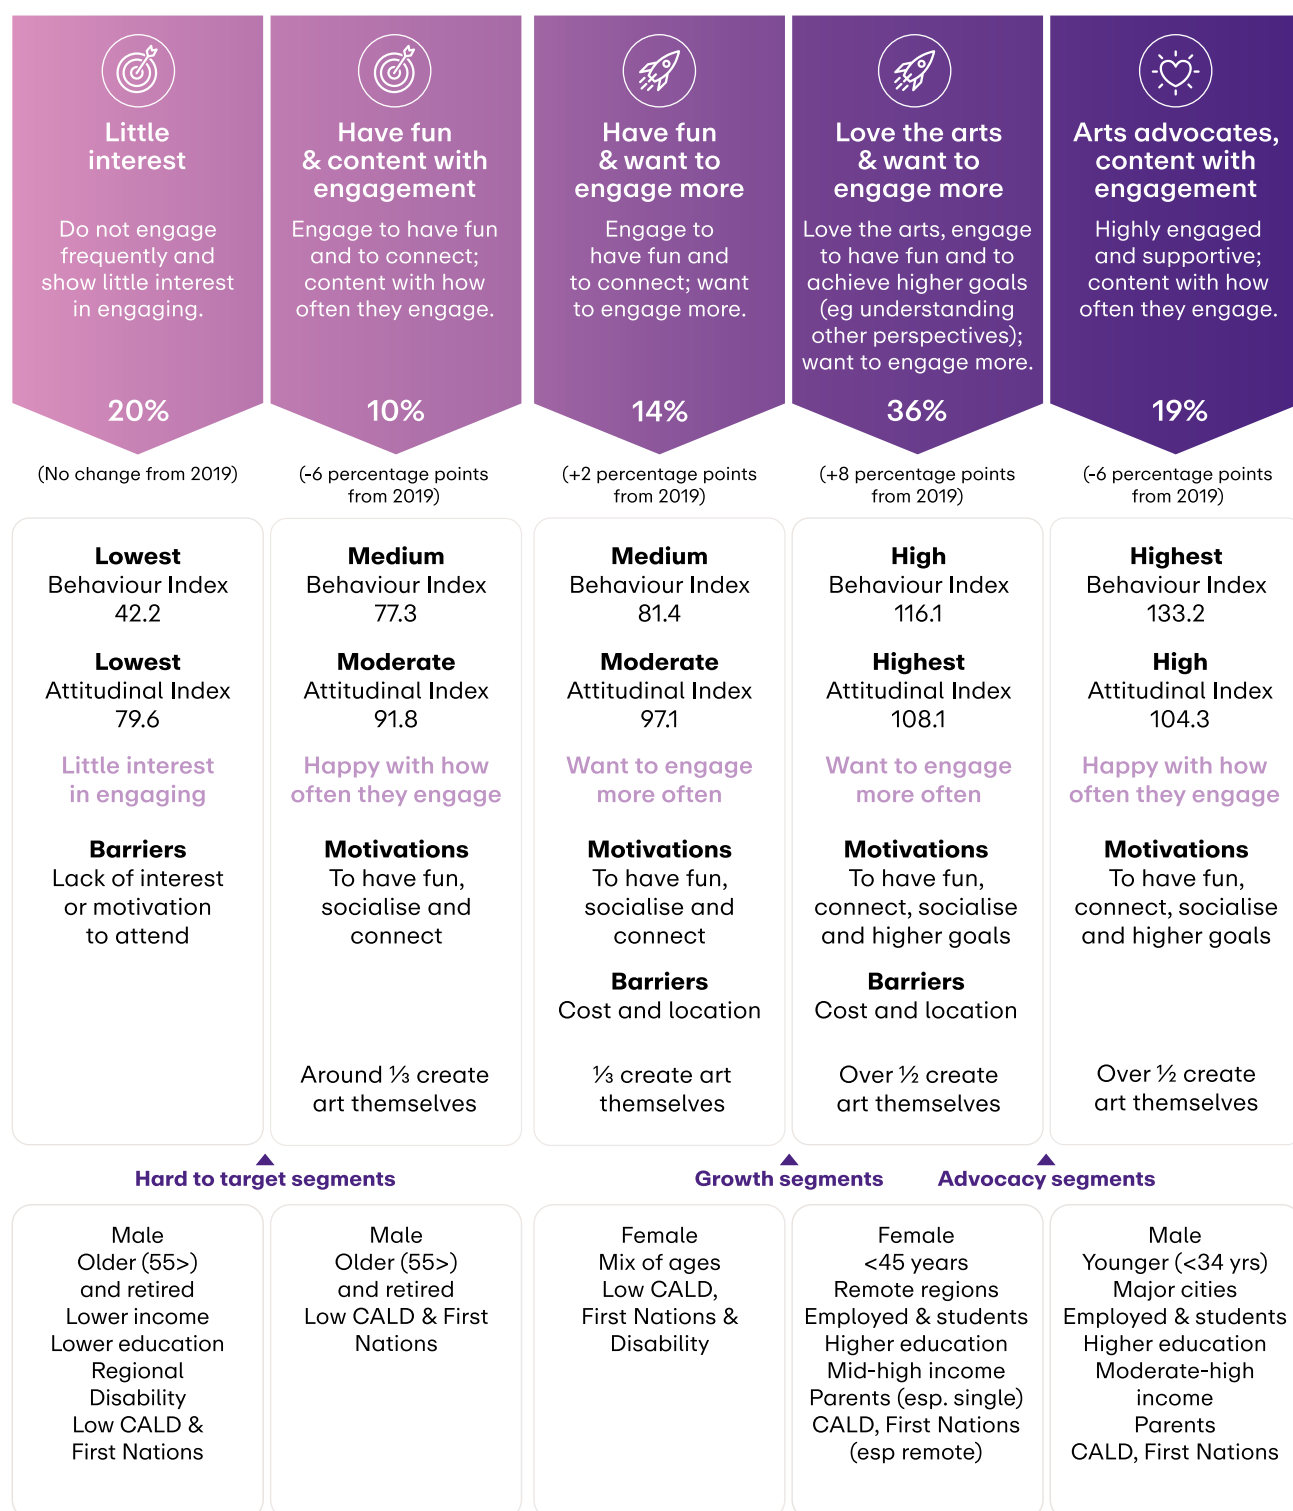 Little
interest
Do not engage
frequently and
show little interest
in engaging.
20%
(No change from 2019)
Have fun
& content with
engagement
Engage to have fun
and to connect;
content with how
often they engage.
10%
(-6 percentage points
from 2019)
Have fun
& want to
engage more
Engage to
have fun and
to connect; want
to engage more.
14%
(+2 percentage points
from 2019)
Love the arts
& want to
engage more
Love the arts, engage
to have fun and to
achieve higher goals
(eg understanding
other perspectives);
want to engage more.
36%
(+8 percentage points
from 2019)
Arts advocates,
content with
engagement
Highly engaged
and supportive;
content with how
often they engage.
19%
(-6 percentage points
from 2019)
Lowest
Behaviour Index
42.2
Lowest
Attitudinal Index
79.6
Little interest
in engaging
Barriers
Lack of interest
or motivation
to attend
Medium
Behaviour Index
77.3
Moderate
Attitudinal Index
91.8
Happy with how
often they engage
Motivations
To have fun,
socialise and
connect
Around ⅓ create
art themselves
Medium
Behaviour Index
81.4
Moderate
Attitudinal Index
97.1
Want to engage
more often
Motivations
To have fun,
socialise and
connect
Barriers
Cost and location
⅓ create art
themselves
High
Behaviour Index
116.1
Highest
Attitudinal Index
108.1
Want to engage
more often
Motivations
To have fun,
connect, socialise
and higher goals
Barriers
Cost and location
Over ½ create
art themselves
Highest
Behaviour Index
133.2
High
Attitudinal Index
104.3
Happy with how
often they engage
Motivations
To have fun,
connect, socialise
and higher goals
Over ½ create
art themselves
Hard to target segments
Growth segments
Advocacy segments
Male
Older (55>)
and retired
Lower income
Lower education
Regional
Disability
Low CALD &
First Nations
Male
Older (55>)
and retired
Low CALD & First
Nations
Female
Mix of ages
Low CALD,
First Nations &
Disability
Female
<45 years
Remote regions
Employed & students
Higher education
Mid-high income
Parents (esp. single)
CALD, First Nations
(esp remote)
Male
Younger (<34 yrs)
Major cities
Employed & students
Higher education
Moderate-high
income
Parents
CALD, First Nations